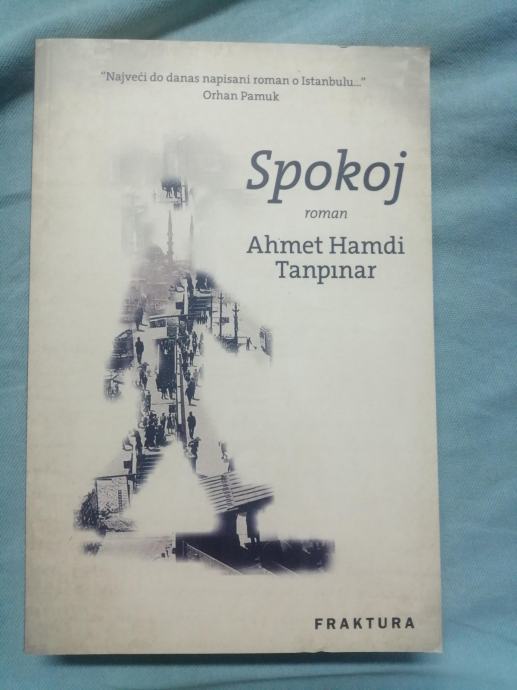 “Najveći do danas napisani roman o Istanbulu...”
Orhan Pamuk
Spokoj
roman
Ahmet Hamdi
Tanpınar
FRAKTURA